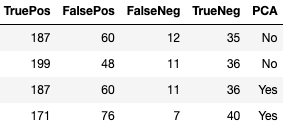 TruePos FalsePos FalseNeg TrueNeg PCA
187 60 12 35 No
199 48 11 36 No
187 60 11 36 Yes
171 76 7 40 Yes